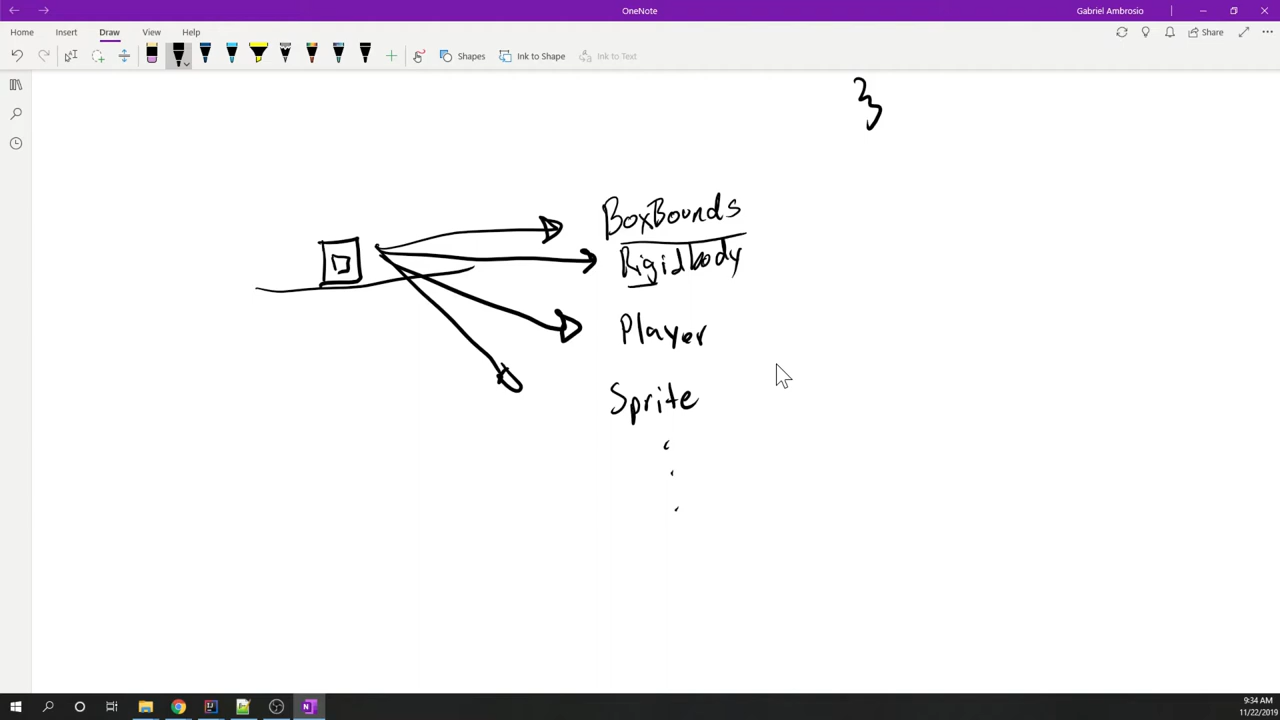 OneNote
Gabriel Ambrosio
Home
Insert
Draw
View
Help
Share
Shapes
Ink to Shape
Ink to Text
BoxBounds
Rigidbody
Player
Sprite
9:34 AM
11/22/2019